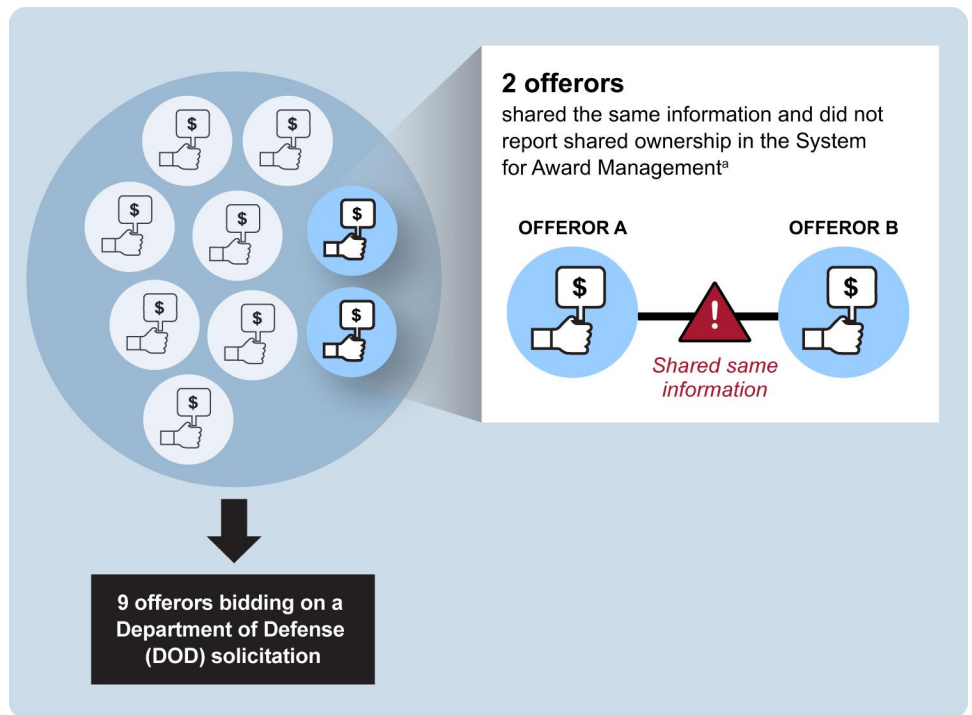 2 offerors
shared the same information and did not
report shared ownership in the System
for Award Managementᵃ
OFFEROR A
OFFEROR B
$
$
$
$
$
$
$
$
$
$
$
!
Shared same
information
9 offerors bidding on a
Department of Defense
(DOD) solicitation